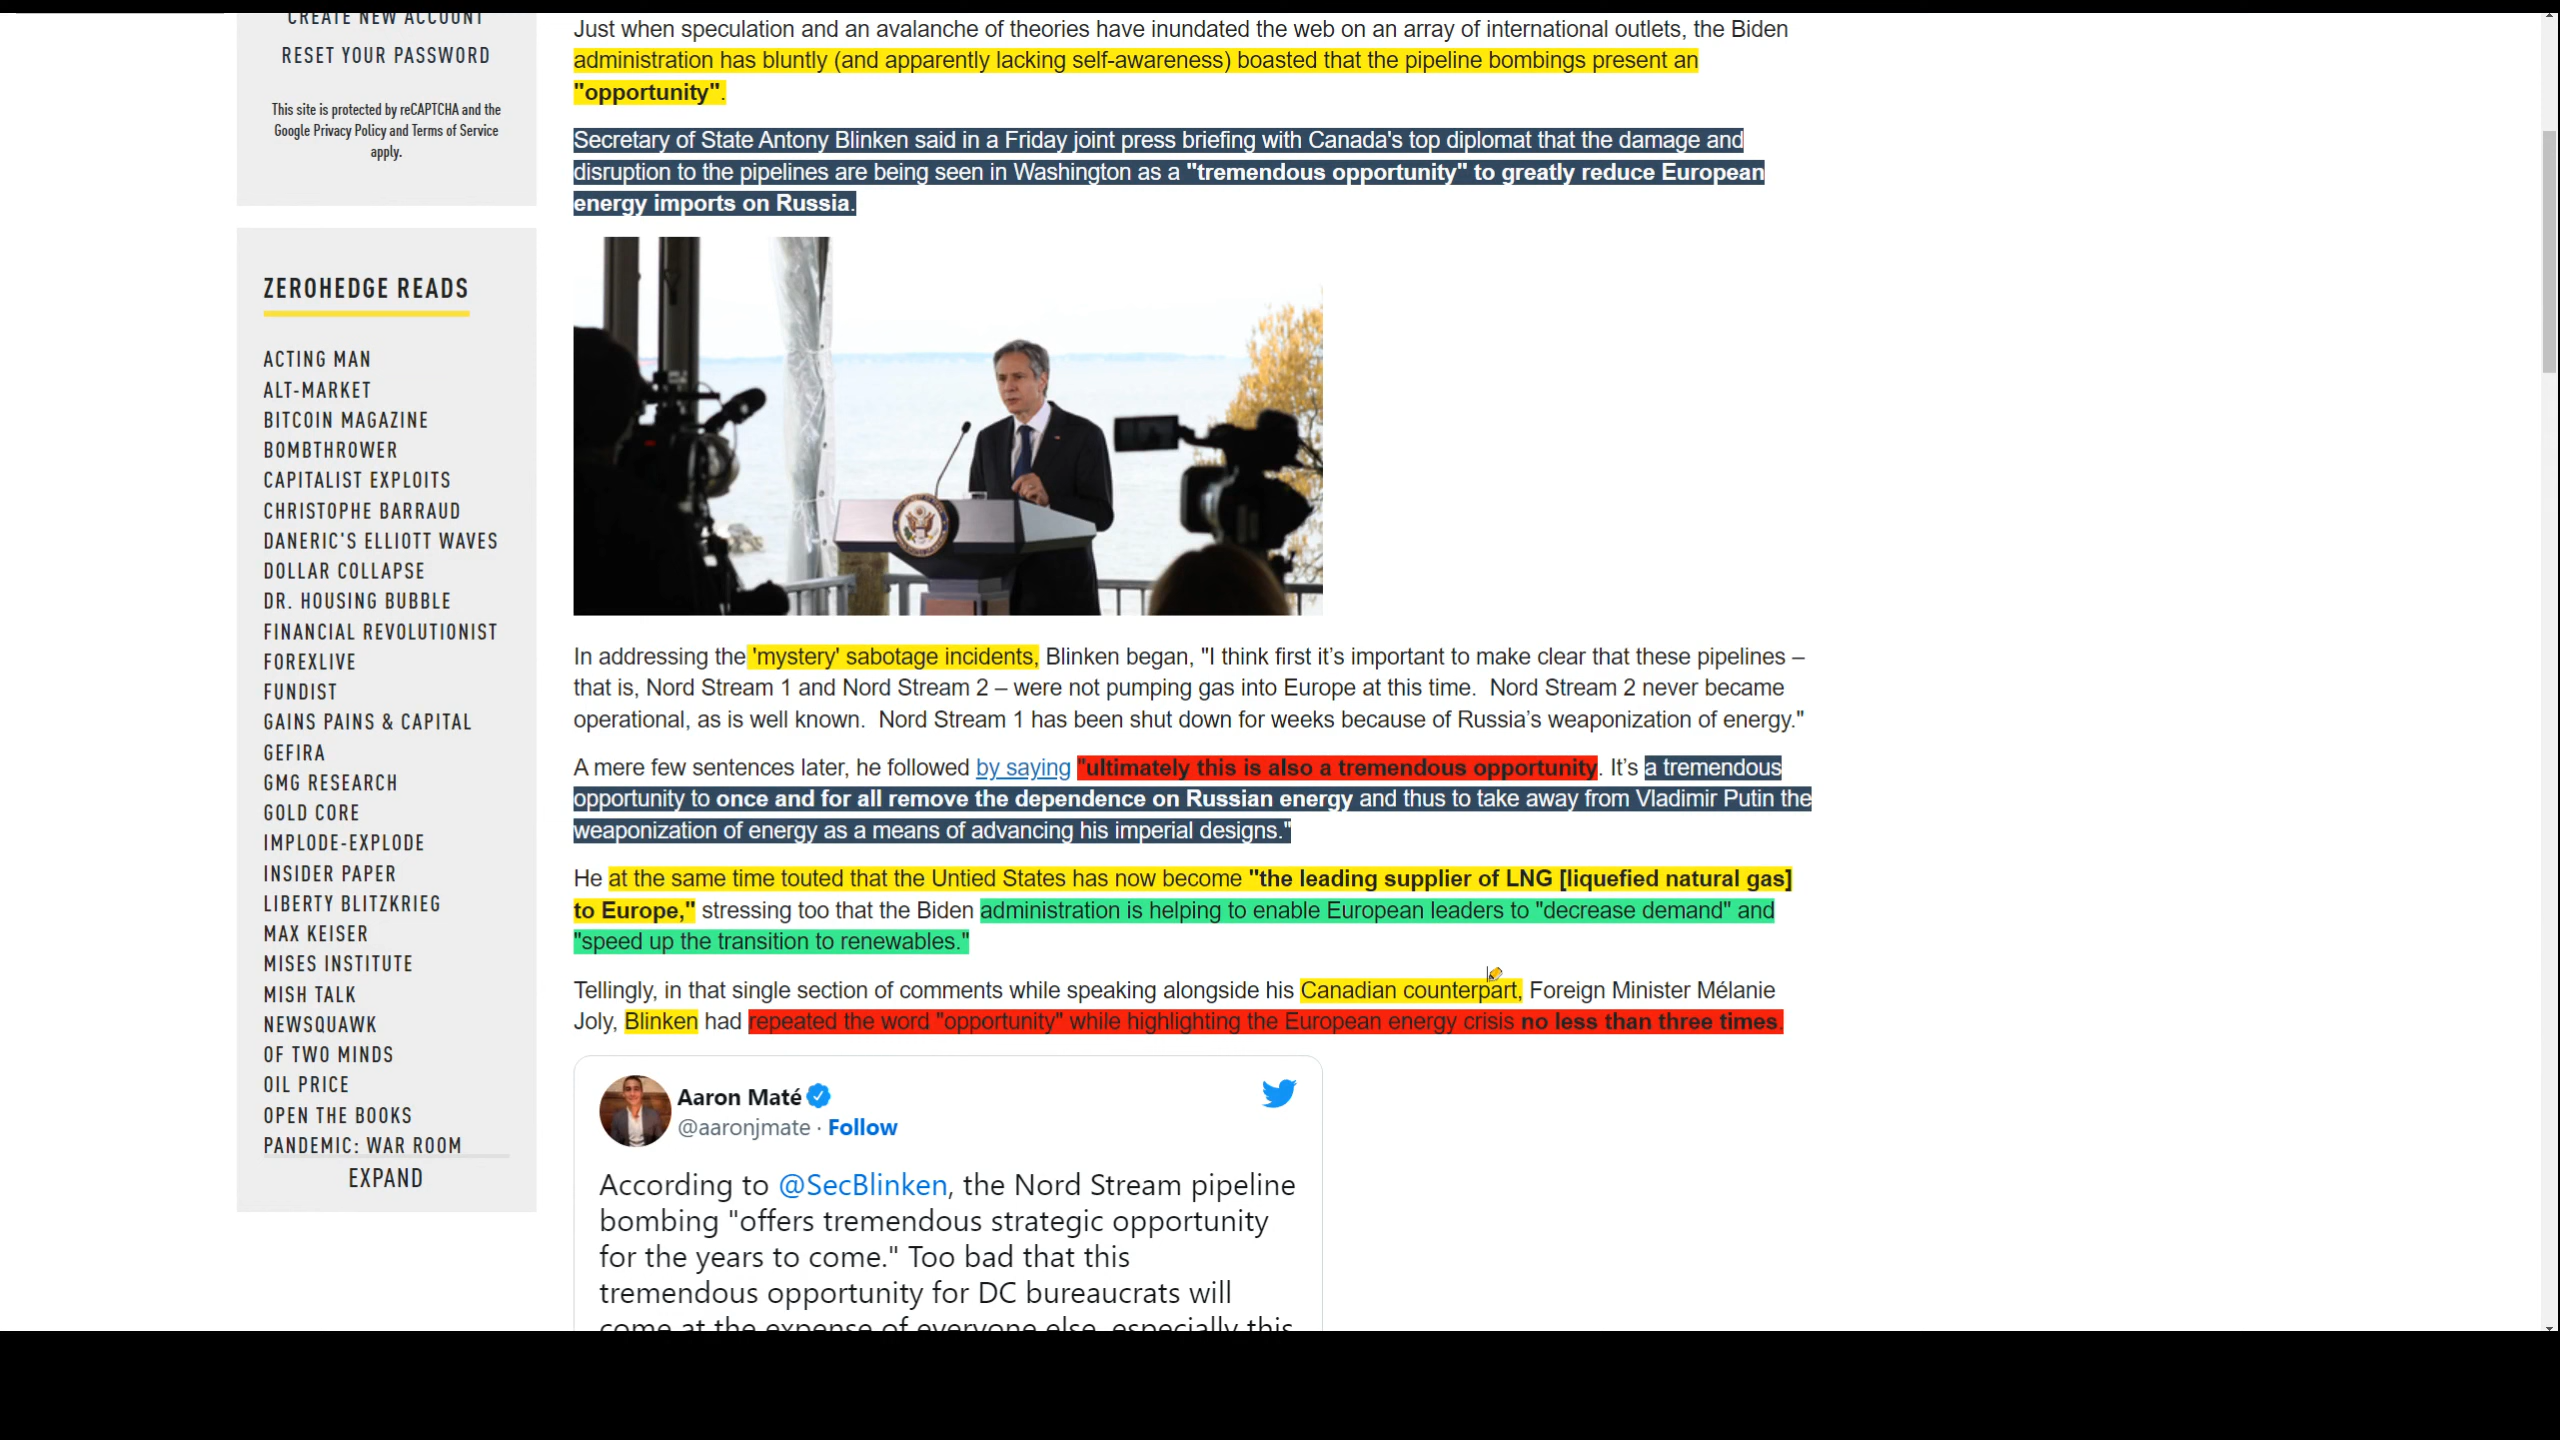 CREATE NEW ACCOUNT
RESET YOUR PASSWORD
This site is protected by reCAPTCHA and the
Google Privacy Policy and Terms of Service
apply.
ZEROHEDGE READS
ACTING MAN
ALT-MARKET
BITCOIN MAGAZINE
BOMBTHROWER
CAPITALIST EXPLOITS
CHRISTOPHE BARRAUD
DANERIC'S ELLIOTT WAVES
DOLLAR COLLAPSE
DR. HOUSING BUBBLE
FINANCIAL REVOLUTIONIST
FOREXLIVE
FUNDIST
GAINS PAINS & CAPITAL
GEFIRA
GMG RESEARCH
GOLD CORE
IMPLODE-EXPLODE
INSIDER PAPER
LIBERTY BLITZKRIEG
MAX KEISER
MISES INSTITUTE
MISH TALK
NEWSQUAWK
OF TWO MINDS
OIL PRICE
OPEN THE BOOKS
PANDEMIC: WAR ROOM
EXPAND
Just when speculation and an avalanche of theories have inundated the web on an array of international outlets, the Biden
administration has bluntly (and apparently lacking self-awareness) boasted that the pipeline bombings present an
"opportunity".
Secretary of State Antony Blinken said in a Friday joint press briefing with Canada's top diplomat that the damage and
disruption to the pipelines are being seen in Washington as a "tremendous opportunity" to greatly reduce European
energy imports on Russia.
In addressing the 'mystery' sabotage incidents, Blinken began, "I think first it’s important to make clear that these pipelines –
that is, Nord Stream 1 and Nord Stream 2 – were not pumping gas into Europe at this time.  Nord Stream 2 never became
operational, as is well known.  Nord Stream 1 has been shut down for weeks because of Russia’s weaponization of energy."
A mere few sentences later, he followed by saying "ultimately this is also a tremendous opportunity. It’s a tremendous
opportunity to once and for all remove the dependence on Russian energy and thus to take away from Vladimir Putin the
weaponization of energy as a means of advancing his imperial designs."
He at the same time touted that the Untied States has now become "the leading supplier of LNG [liquefied natural gas]
to Europe," stressing too that the Biden administration is helping to enable European leaders to "decrease demand" and
"speed up the transition to renewables."
Tellingly, in that single section of comments while speaking alongside his Canadian counterpart, Foreign Minister Mélanie
Joly, Blinken had repeated the word "opportunity" while highlighting the European energy crisis no less than three times.
Aaron Maté
@aaronjmate · Follow
According to @SecBlinken, the Nord Stream pipeline
bombing "offers tremendous strategic opportunity
for the years to come." Too bad that this
tremendous opportunity for DC bureaucrats will
come at the expense of everyone else, especially this